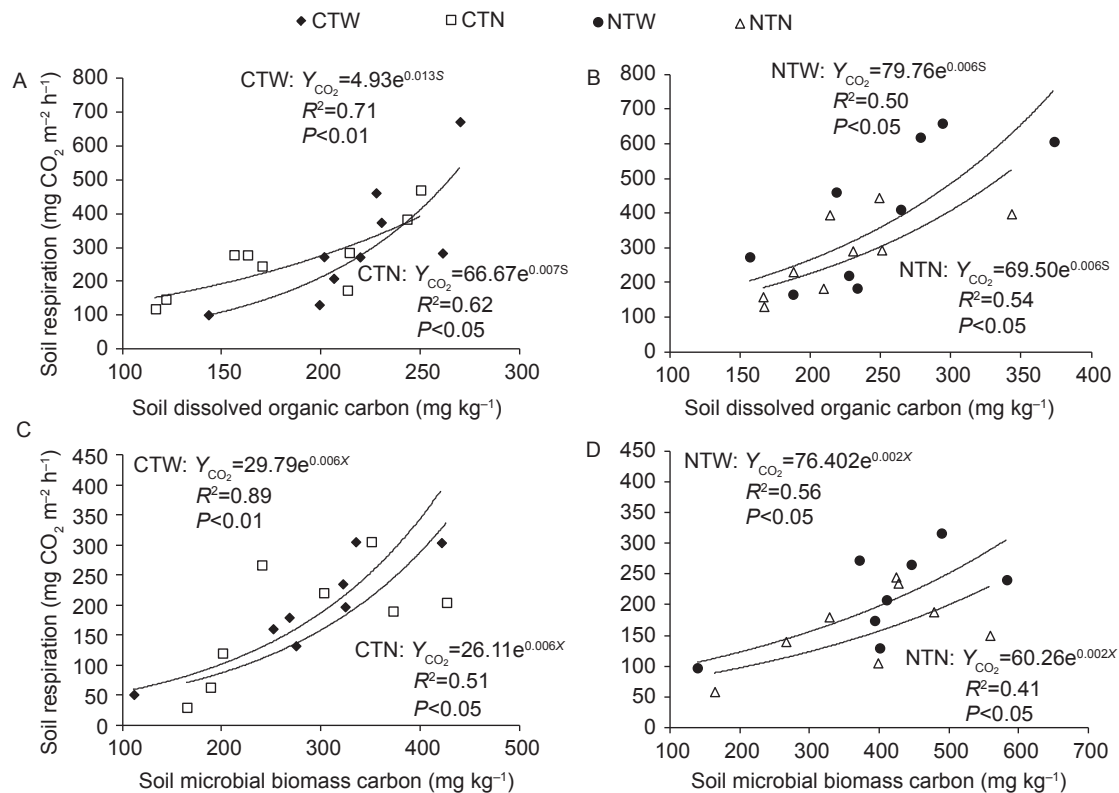 CTW CTN NTW NTN
A
CTW: Y_CO₂=4.93e^0.013S
R²=0.71
P<0.01
CTN: Y_CO₂=66.67e^0.007S
R²=0.62
P<0.05
Soil respiration (mg CO₂ m⁻² h⁻¹)
800
700
600
500
400
300
200
100
0
100 150 200 250 300
Soil dissolved organic carbon (mg kg⁻¹)
B
NTW: Y_CO₂=79.76e^0.006S
R²=0.50
P<0.05
NTN: Y_CO₂=69.50e^0.006S
R²=0.54
P<0.05
800
700
600
500
400
300
200
100
0
100 150 200 250 300 350 400
Soil dissolved organic carbon (mg kg⁻¹)
C
CTW: Y_CO₂=29.79e^0.006X
R²=0.89
P<0.01
CTN: Y_CO₂=26.11e^0.006X
R²=0.51
P<0.05
Soil respiration (mg CO₂ m⁻² h⁻¹)
450
400
350
300
250
200
150
100
50
0
100 200 300 400 500
Soil microbial biomass carbon (mg kg⁻¹)
D
NTW: Y_CO₂=76.402e^0.002X
R²=0.56
P<0.05
NTN: Y_CO₂=60.26e^0.002X
R²=0.41
P<0.05
450
400
350
300
250
200
150
100
50
0
100 200 300 400 500 600 700
Soil microbial biomass carbon (mg kg⁻¹)